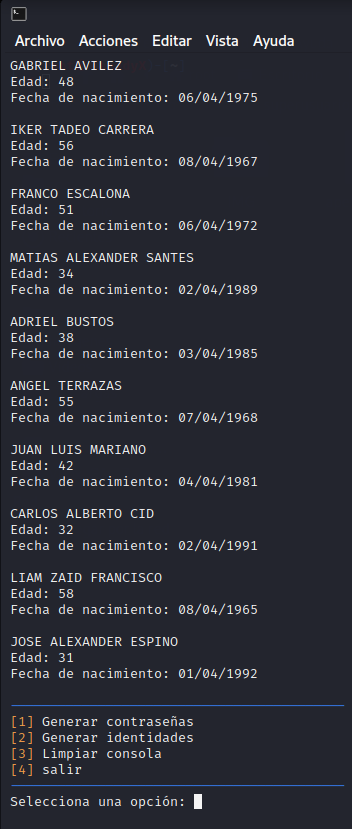 Archivo Acciones Editar Vista Ayuda
GABRIEL AVILEZ
Edad: 48
Fecha de nacimiento: 06/04/1975
IKER TADEO CARRERA
Edad: 56
Fecha de nacimiento: 08/04/1967
FRANCO ESCALONA
Edad: 51
Fecha de nacimiento: 06/04/1972
MATIAS ALEXANDER SANTES
Edad: 34
Fecha de nacimiento: 02/04/1989
ADRIEL BUSTOS
Edad: 38
Fecha de nacimiento: 03/04/1985
ANGEL TERRAZAS
Edad: 55
Fecha de nacimiento: 07/04/1968
JUAN LUIS MARIANO
Edad: 42
Fecha de nacimiento: 04/04/1981
CARLOS ALBERTO CID
Edad: 32
Fecha de nacimiento: 02/04/1991
LIAM ZAID FRANCISCO
Edad: 58
Fecha de nacimiento: 08/04/1965
JOSE ALEXANDER ESPINO
Edad: 31
Fecha de nacimiento: 01/04/1992
[1] Generar contraseñas
[2] Generar identidades
[3] Limpiar consola
[4] salir
Selecciona una opción: